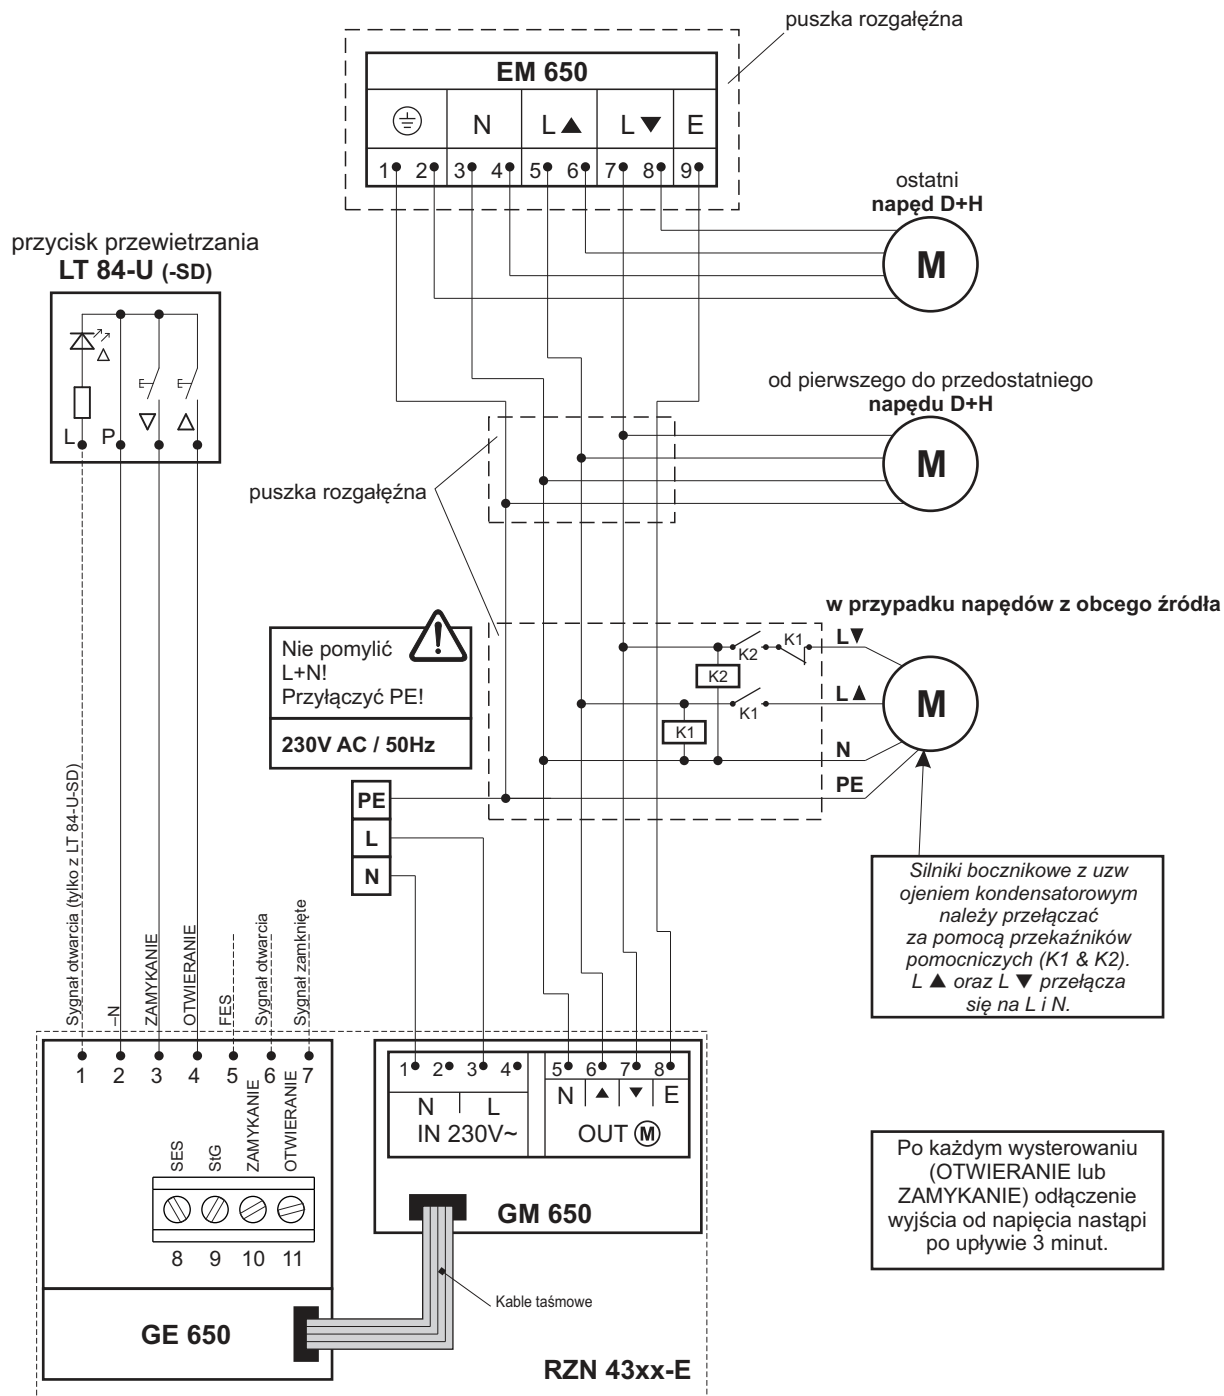 puszka rozgałęźna
EM 650
N L▲ L▼ E
1 2 3 4 5 6 7 8 9
ostatni
napęd D+H
M
przycisk przewietrzania
LT 84-U (-SD)
L P
od pierwszego do przedostatniego
napędu D+H
M
puszka rozgałęźna
w przypadku napędów z obcego źródła
Nie pomylić
L+N!
Przyłączyć PE!
230V AC / 50Hz
K2 K1 L▼
K2
K1 L▲
K1
N
PE
M
PE
L
N
Silniki bocznikowe z uzw
ojeniem kondensatorowym
należy przełączać
za pomocą przekaźników
pomocniczych (K1 & K2).
L ▲ oraz L ▼ przełącza
się na L i N.
Sygnał otwarcia (tylko z LT 84-U-SD)
–N
ZAMYKANIE
OTWIERANIE
FES
Sygnał otwarcia
Sygnał zamknięte
1 2 3 4 5 6 7
SES
StG
ZAMYKANIE
OTWIERANIE
8 9 10 11
GE 650
1 2 3 4 5 6 7 8
N L N ▲ ▼ E
IN 230V~ OUT M
GM 650
Kable taśmowe
RZN 43xx-E
Po każdym wysterowaniu
(OTWIERANIE lub
ZAMYKANIE) odłączenie
wyjścia od napięcia nastąpi
po upływie 3 minut.